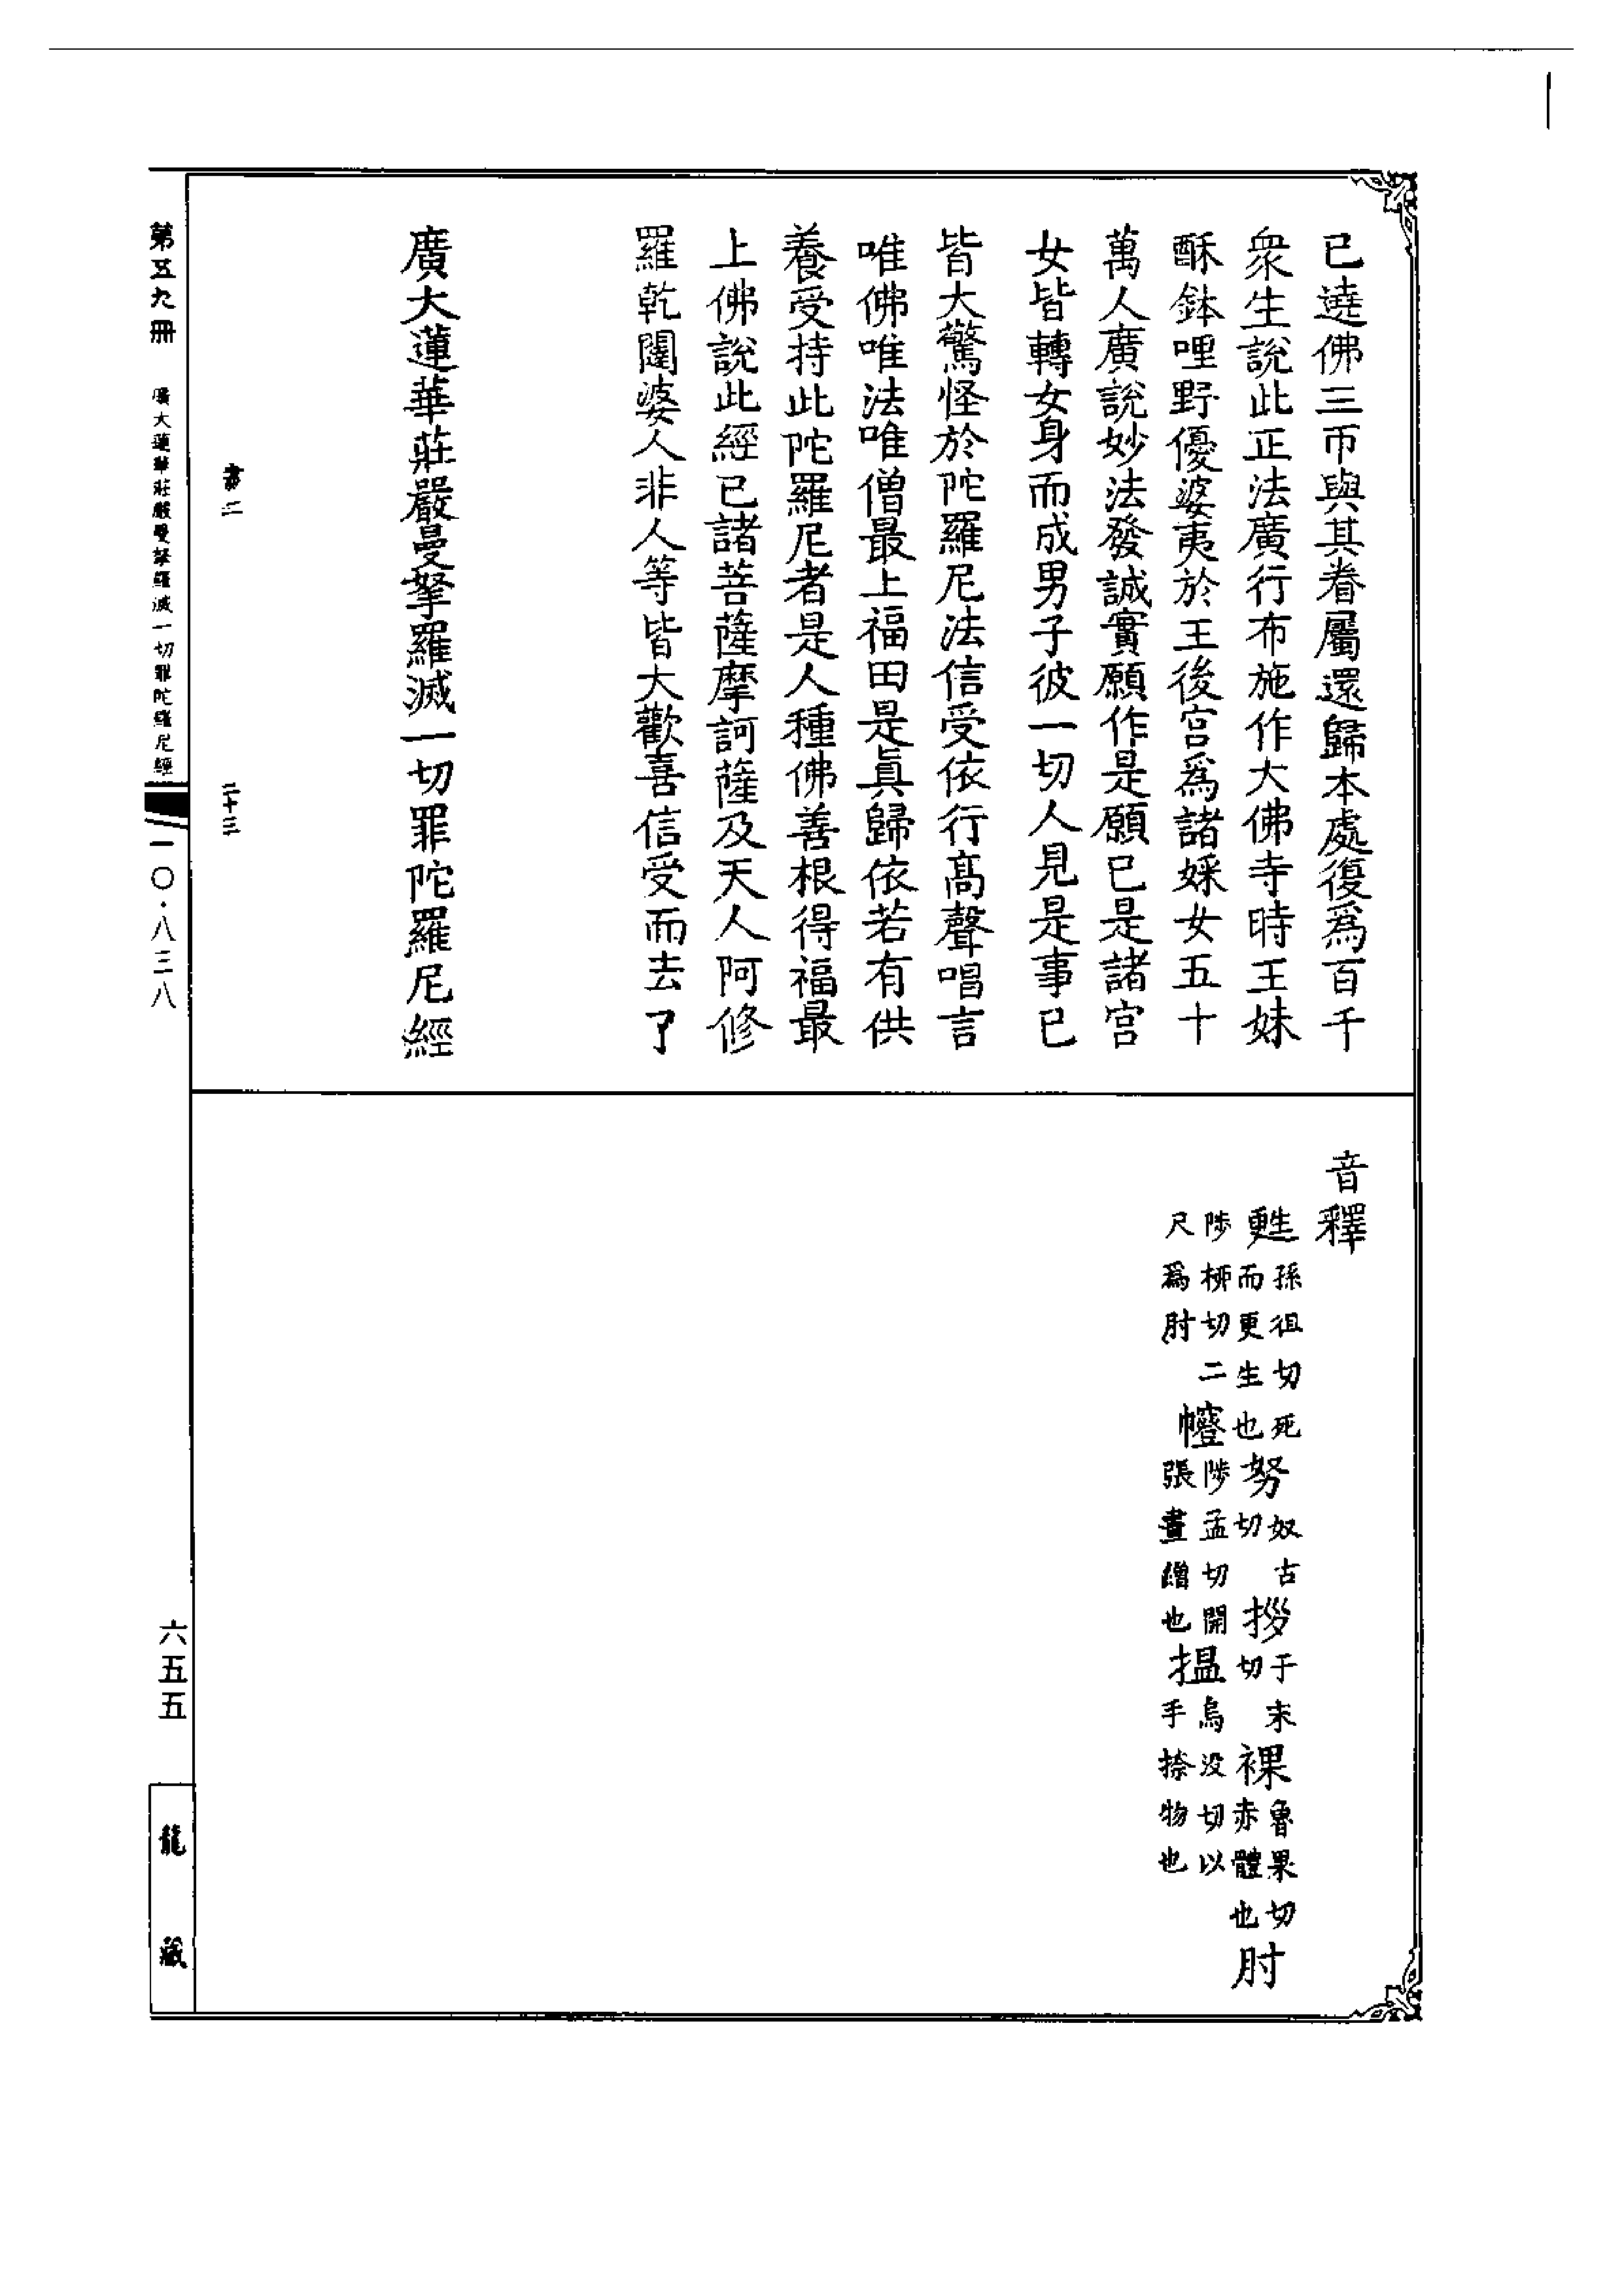 已遶佛三帀與其眷屬還歸本處復爲百千
衆生說此正法廣行布施作大佛寺時王妹
酥鉢哩野優婆夷於王後宮爲諸婇女五十
萬人廣說妙法發誠實願作是願已是諸宮
女皆轉女身而成男子彼一切人見是事已
皆大驚怪於陀羅尼法信受依行高聲唱言
唯佛唯法唯僧最上福田是眞歸依若有供
養受持此陀羅尼者是人種佛善根得福最
上佛說此經已諸菩薩摩訶薩及天人阿修
羅乾闥婆人非人等皆大歡喜信受而去了
廣大蓮華莊嚴曼拏羅滅一切罪陀羅尼經
二
二十三
音釋
甦孫徂切死而更生也 努奴古切 拶于末切 裸魯果切赤體也 肘
陟柳切二尺爲肘 㡧陟孟切開張畫繒也 搵烏没切以手捺物也
第五九冊 廣大蓮華莊嚴曼拏羅滅一切罪陀羅尼經 一〇·八三八
六五五
龍藏